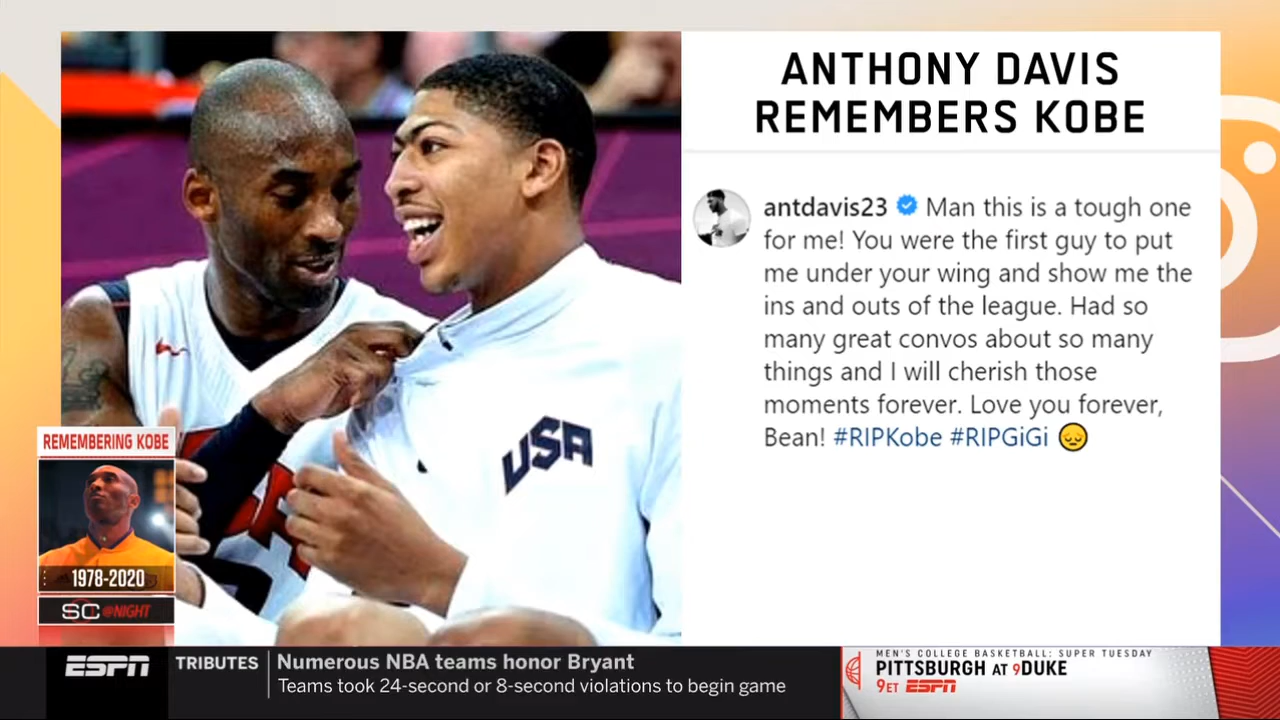 ANTHONY DAVIS
REMEMBERS KOBE
antdavis23 Man this is a tough one
for me! You were the first guy to put
me under your wing and show me the
ins and outs of the league. Had so
many great convos about so many
things and I will cherish those
moments forever. Love you forever,
Bean! #RIPKobe #RIPGiGi 😔
USA
REMEMBERING KOBE
1978-2020
SC @NIGHT
ESPN
TRIBUTES
Numerous NBA teams honor Bryant
Teams took 24-second or 8-second violations to begin game
MEN'S COLLEGE BASKETBALL: SUPER TUESDAY
PITTSBURGH AT 9DUKE
9ET ESPN